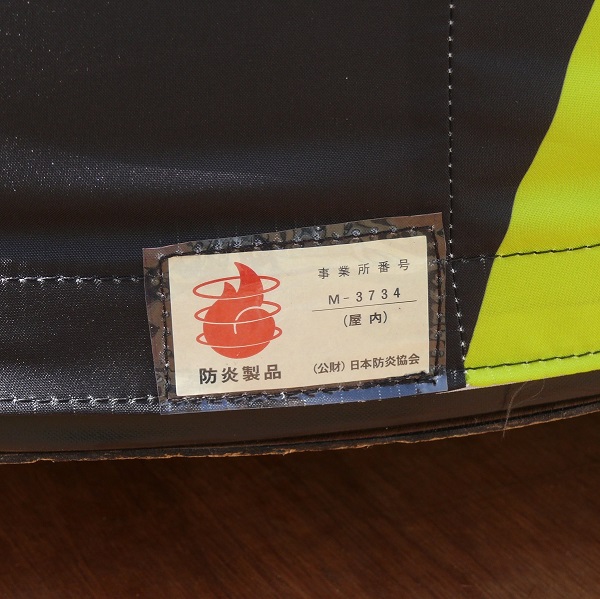 事業所番号
M-3734
(屋内)
防炎製品
(公財)日本防炎協会